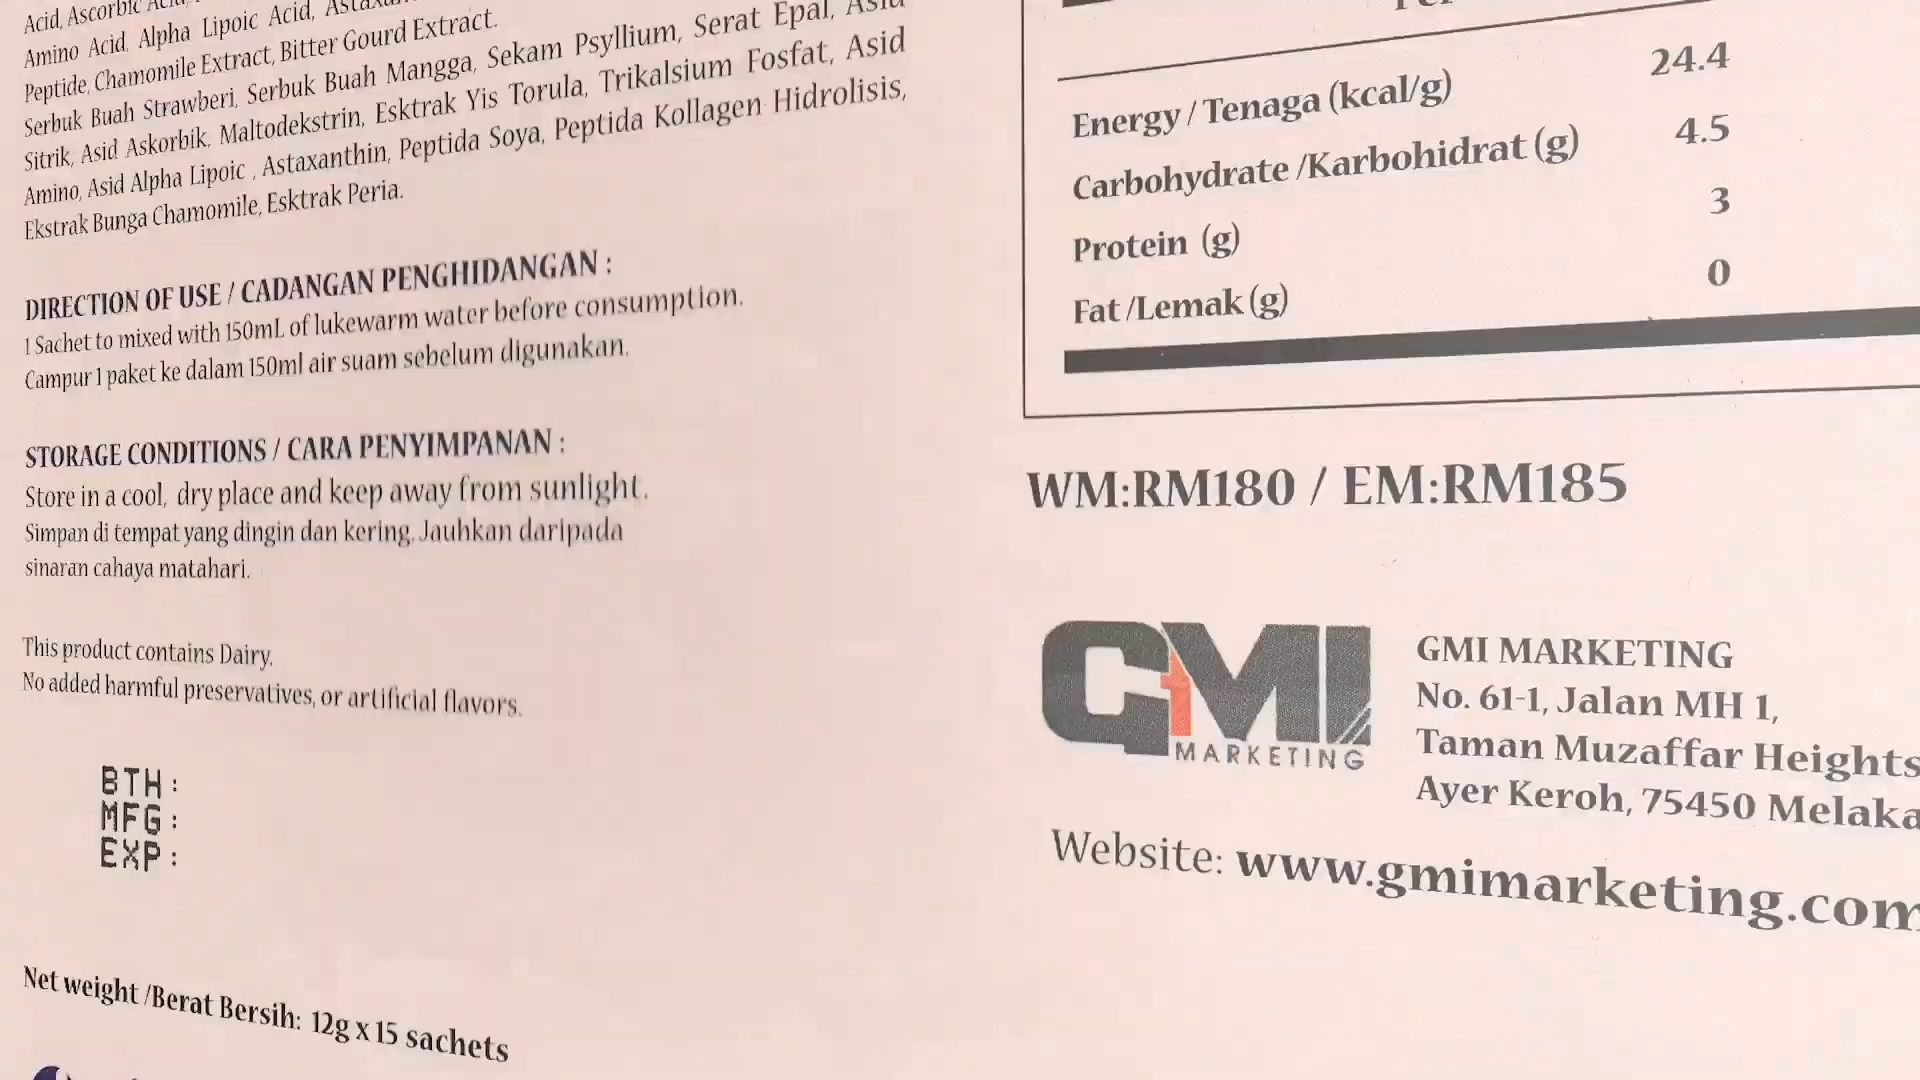 Acid, Ascorbic
Amino Acid, Alpha Lipoic Acid,
Peptide, Chamomile Extract, Bitter Gourd Extract.
Serbuk Buah Strawberi, Serbuk Buah Mangga, Sekam Psyllium, Serat Epal, Asid
Sitrik, Asid Askorbik, Maltodekstrin, Esktrak Yis Torula, Trikalsium Fosfat, Asid
Amino, Asid Alpha Lipoic , Astaxanthin, Peptida Soya, Peptida Kollagen Hidrolisis,
Ekstrak Bunga Chamomile, Esktrak Peria.
DIRECTION OF USE / CADANGAN PENGHIDANGAN :
1 Sachet to mixed with 150mL of lukewarm water before consumption.
Campur 1 paket ke dalam 150ml air suam sebelum digunakan.
STORAGE CONDITIONS / CARA PENYIMPANAN :
Store in a cool, dry place and keep away from sunlight.
Simpan di tempat yang dingin dan kering. Jauhkan daripada
sinaran cahaya matahari.
This product contains Dairy.
No added harmful preservatives, or artificial flavors.
BTH :
MFG :
EXP :
Net weight /Berat Bersih: 12g x 15 sachets
Energy / Tenaga (kcal/g) 24.4
Carbohydrate /Karbohidrat (g) 4.5
Protein (g) 3
Fat /Lemak (g) 0
WM:RM180 / EM:RM185
GMI
MARKETING
GMI MARKETING
No. 61-1, Jalan MH 1,
Taman Muzaffar Heights
Ayer Keroh, 75450 Melaka
Website: www.gmimarketing.com